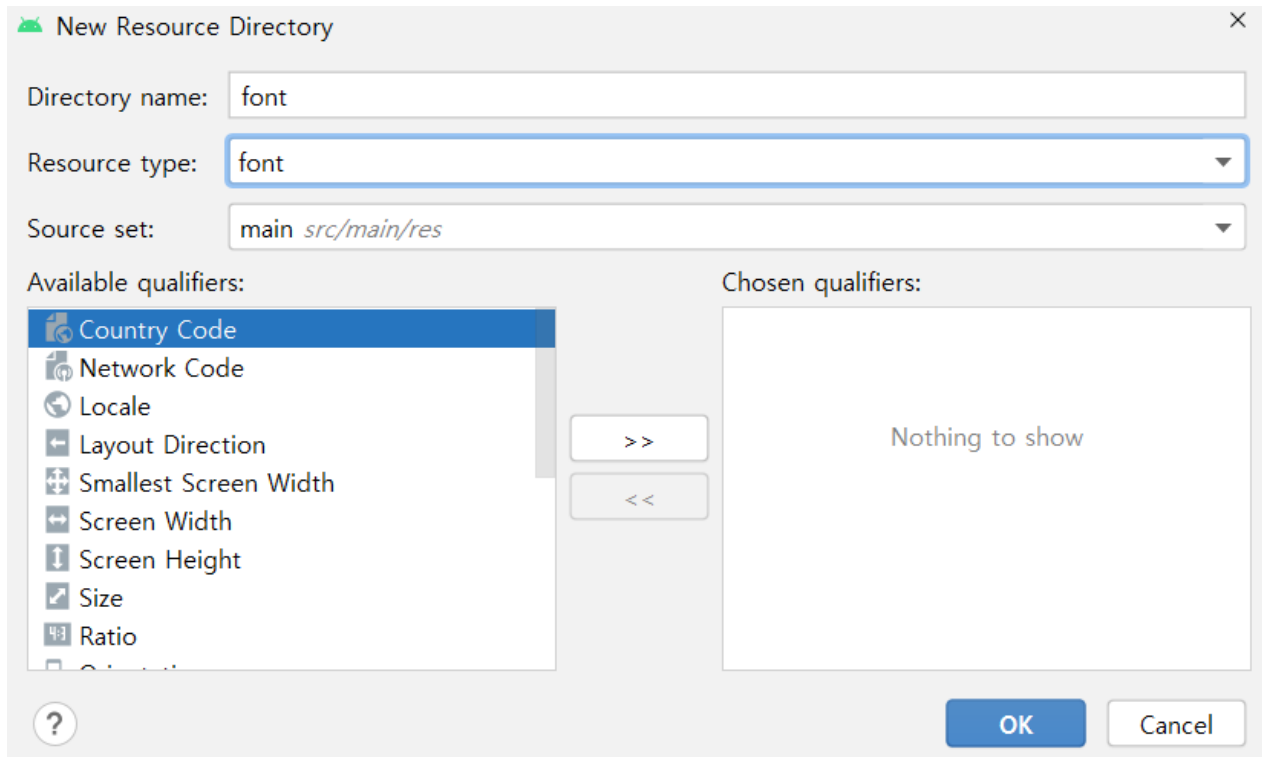 New Resource Directory
Directory name: font
Resource type: font
Source set: main src/main/res
Available qualifiers:
Chosen qualifiers:
Country Code
Network Code
Locale
Layout Direction
Smallest Screen Width
Screen Width
Screen Height
Size
4:3 Ratio
>>
<<
Nothing to show
?
OK
Cancel